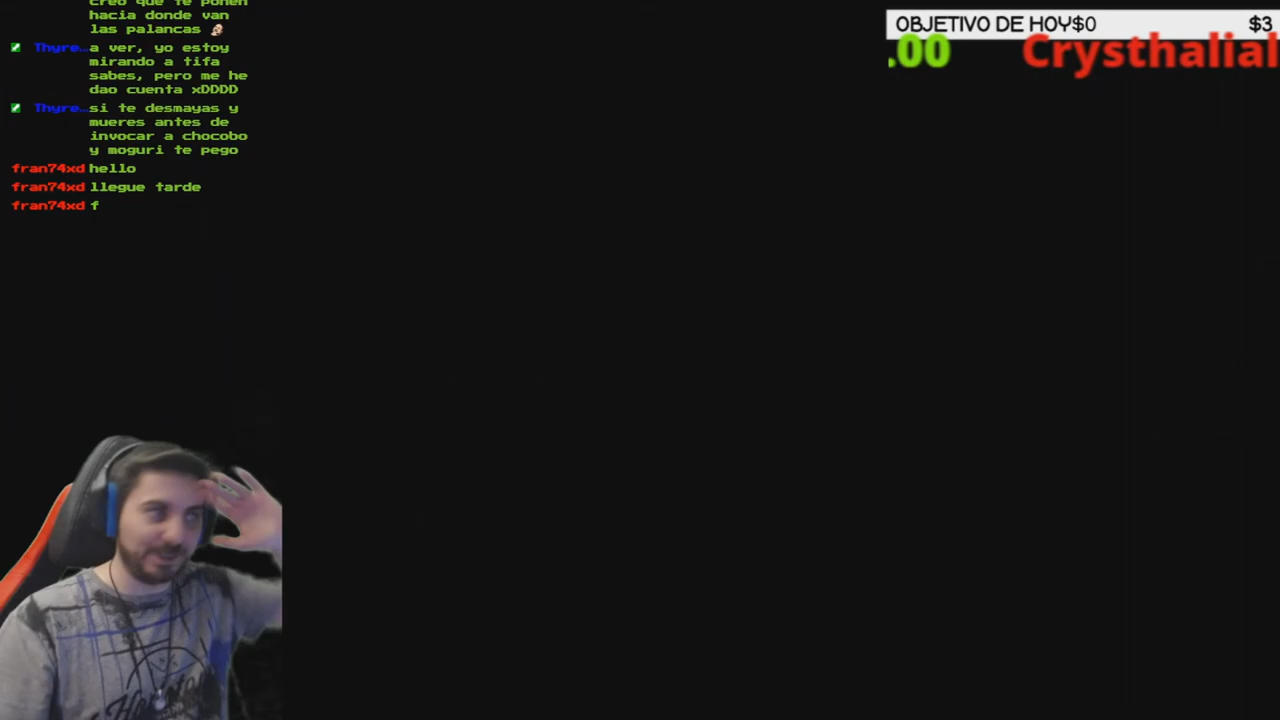 creo que te ponen
hacia donde van
las palancas
Thyre… a ver, yo estoy
mirando a tifa
sabes, pero me he
dao cuenta xDDDD
Thyre… si te desmayas y
mueres antes de
invocar a chocobo
y moguri te pego
fran74xd hello
fran74xd llegue tarde
fran74xd f
OBJETIVO DE HOY$0 $3
.00 Crysthalial